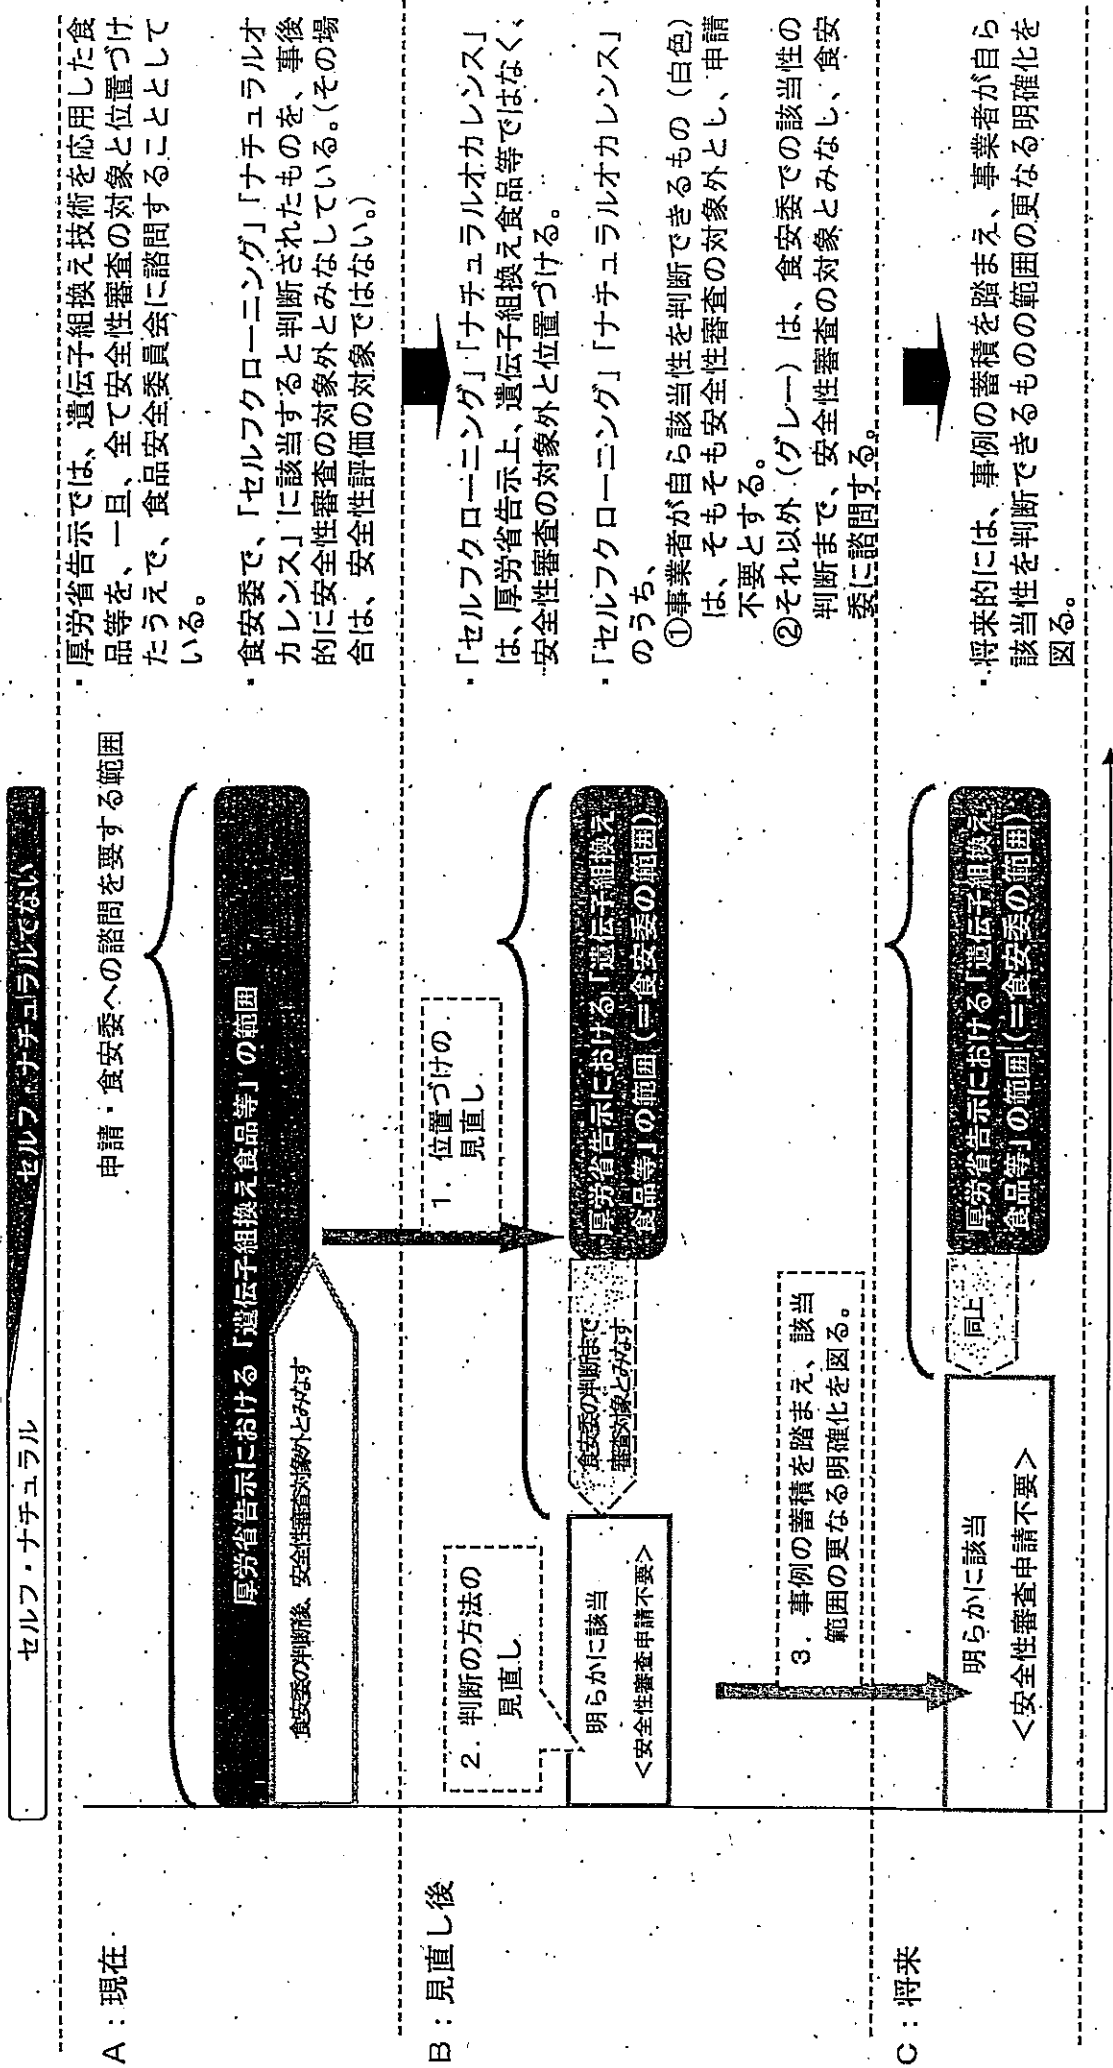 セルフ・ナチュラル
セルフ・ナチュラルでない
A：現在
申請・食安委への諮問を要する範囲
厚労省告示における「遺伝子組換え食品等」の範囲
食安委の判断後、安全性審査対象外とみなす
・厚労省告示では、遺伝子組換え技術を応用した食
品等を、一旦、全て安全性審査の対象と位置づけ
たうえで、食品安全委員会に諮問することとして
いる。
・食安委で、「セルフクローニング」「ナチュラルオ
カレンス」に該当すると判断されたものを、事後
的に安全性審査の対象外とみなしている。（その場
合は、安全性評価の対象ではない。）
B：見直し後
1．位置づけの
見直し
2．判断の方法の
見直し
明らかに該当
＜安全性審査申請不要＞
食安委の判断まで
審査対象とみなす
厚労省告示における「遺伝子組換え
食品等」の範囲（＝食安委の範囲）
・「セルフクローニング」「ナチュラルオカレンス」
は、厚労省告示上、遺伝子組換え食品等ではなく、
安全性審査の対象外と位置づける。
・「セルフクローニング」「ナチュラルオカレンス」
のうち、
①事業者が自ら該当性を判断できるもの（白色）
は、そもそも安全性審査の対象外とし、申請
不要とする。
②それ以外（グレー）は、食安委での該当性の
判断まで、安全性審査の対象とみなし、食安
委に諮問する。
3．事例の蓄積を踏まえ、該当
範囲の更なる明確化を図る。
C：将来
明らかに該当
＜安全性審査申請不要＞
同上
厚労省告示における「遺伝子組換え
食品等」の範囲（＝食安委の範囲）
・将来的には、事例の蓄積を踏まえ、事業者が自ら
該当性を判断できるものの範囲の更なる明確化を
図る。